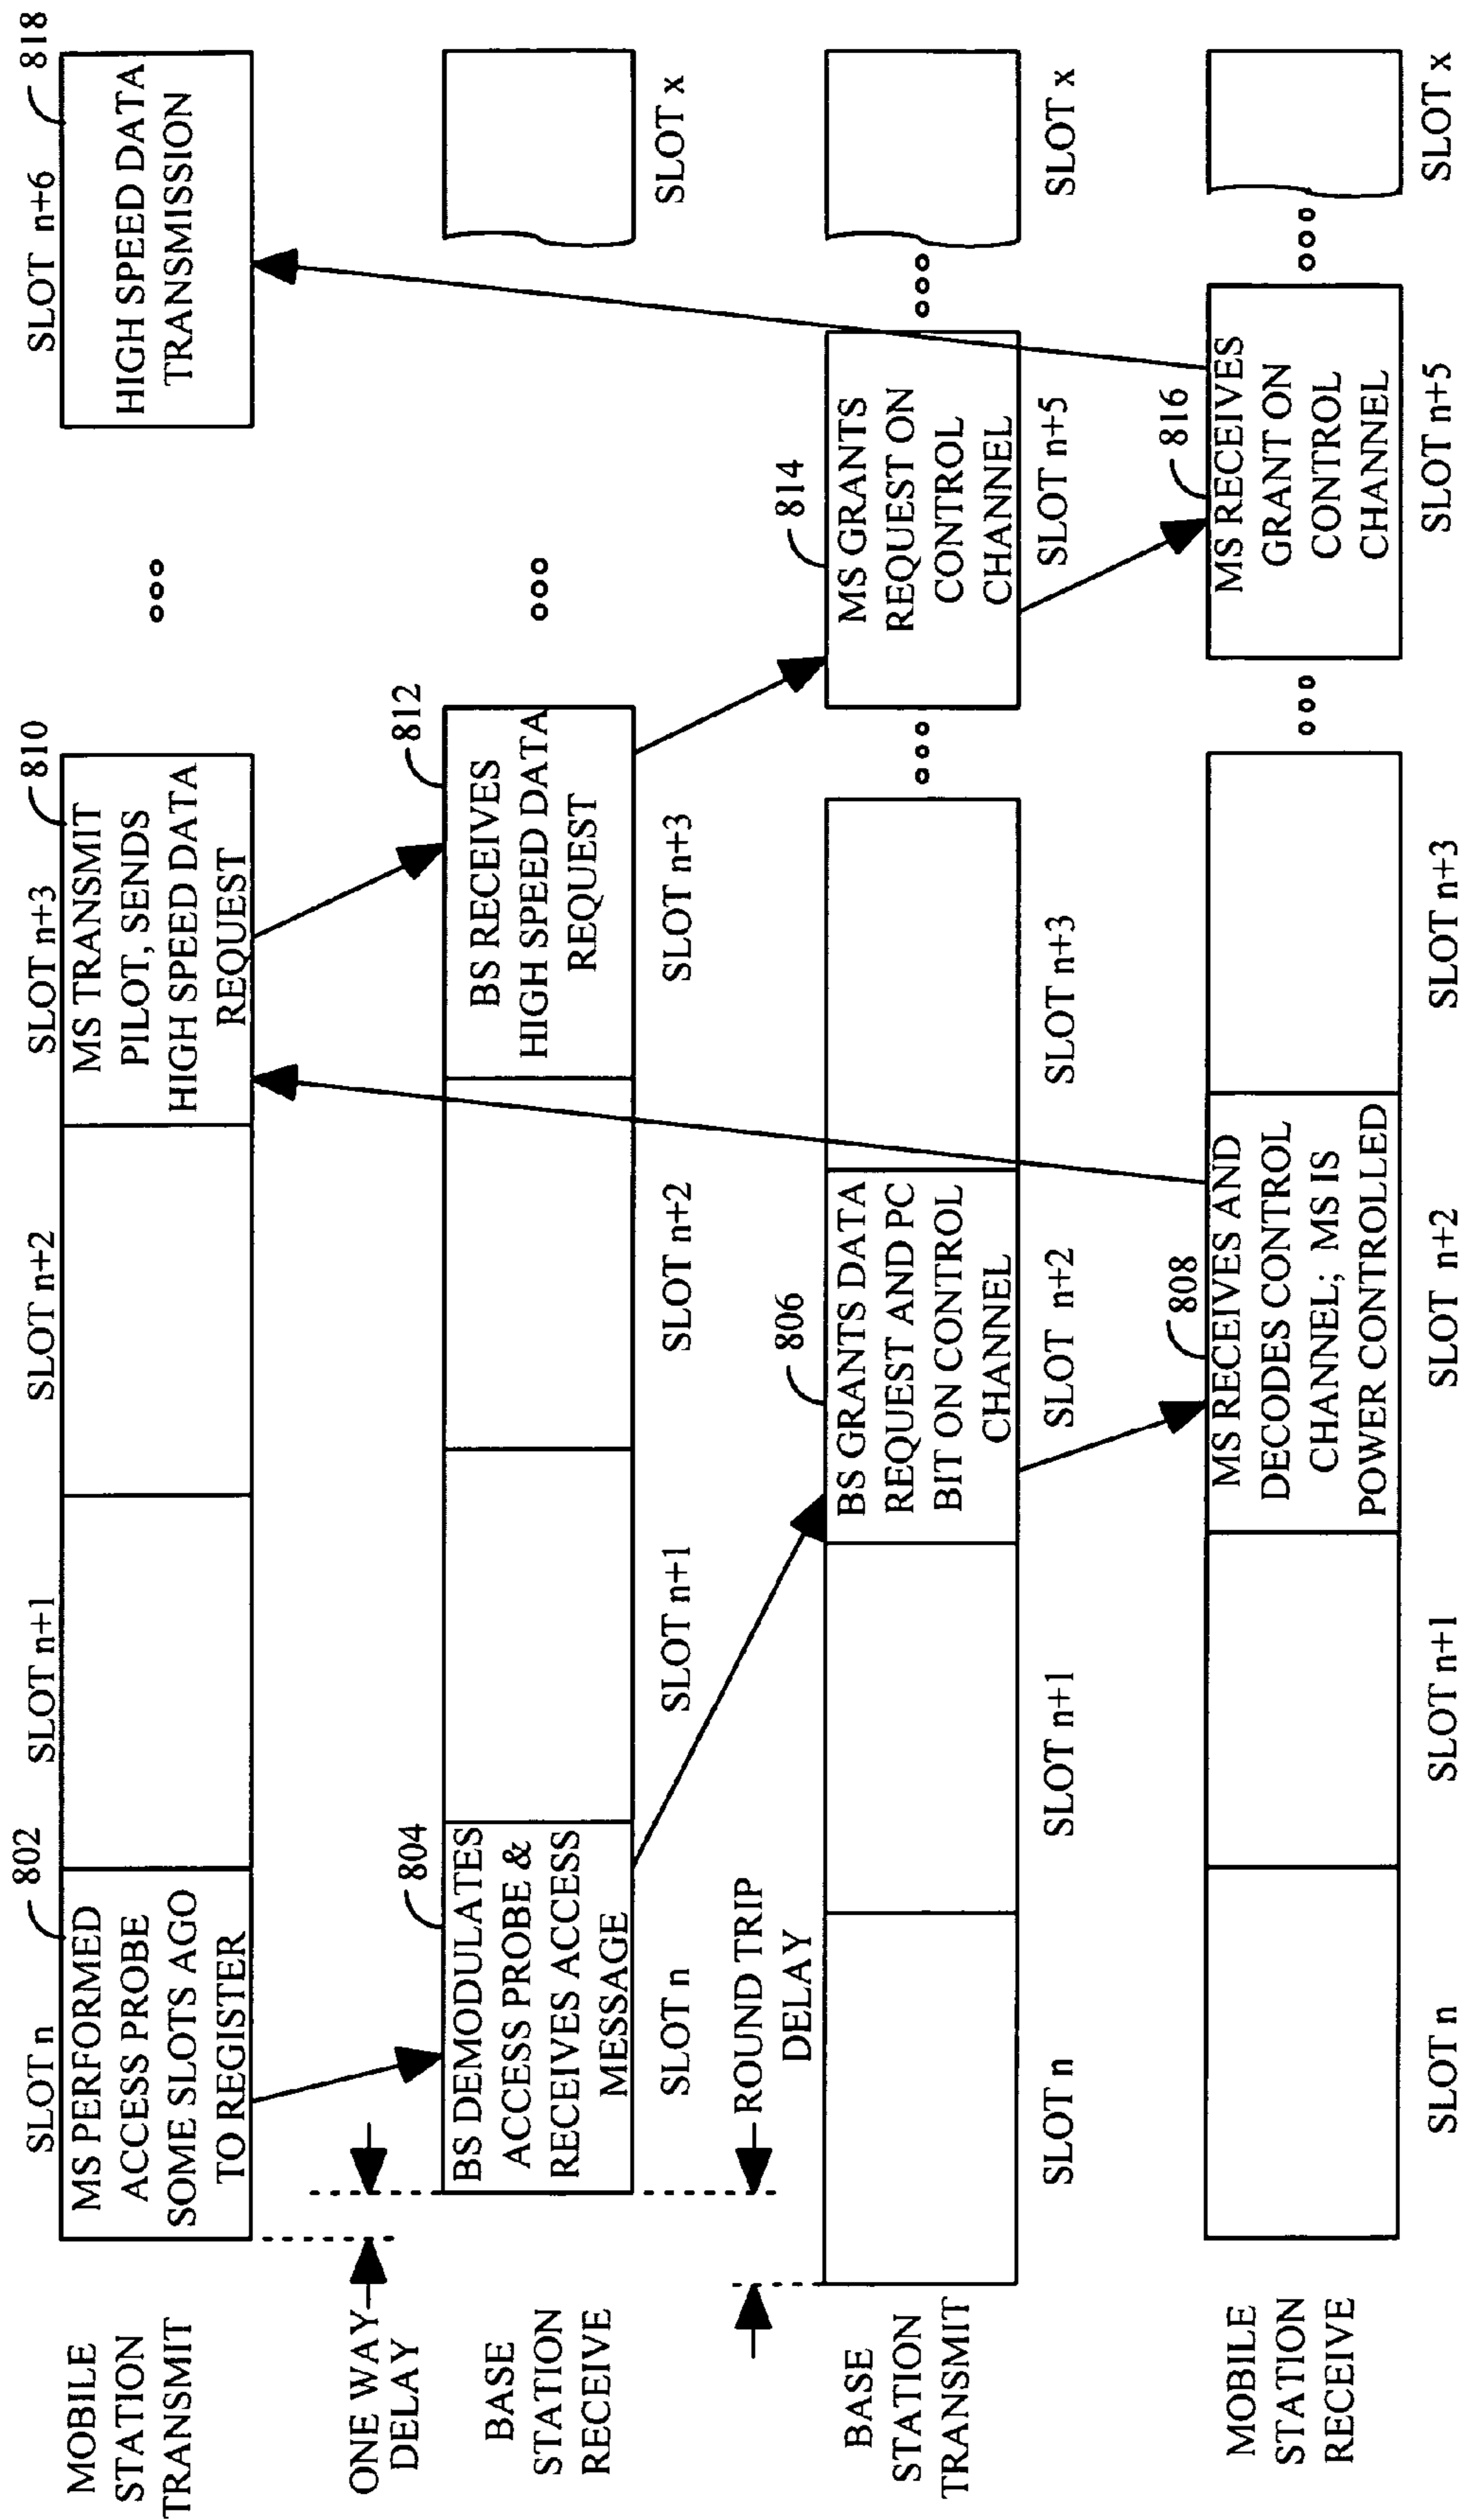 MOBILE
STATION
TRANSMIT
SLOT n
802
MS PERFORMED
ACCESS PROBE
SOME SLOTS AGO
TO REGISTER
SLOT n+1
SLOT n+2
SLOT n+3
810
MS TRANSMIT
PILOT, SENDS
HIGH SPEED DATA
REQUEST
SLOT n+6
818
HIGH SPEED DATA
TRANSMISSION
ONE WAY
DELAY
BASE
STATION
RECEIVE
804
BS DEMODULATES
ACCESS PROBE &
RECEIVES ACCESS
MESSAGE
812
BS RECEIVES
HIGH SPEED DATA
REQUEST
SLOT n
SLOT n+1
SLOT n+2
SLOT n+3
SLOT x
ROUND TRIP
DELAY
BASE
STATION
TRANSMIT
806
BS GRANTS DATA
REQUEST AND PC
BIT ON CONTROL
CHANNEL
814
MS GRANTS
REQUEST ON
CONTROL
CHANNEL
SLOT n
SLOT n+1
SLOT n+2
SLOT n+3
SLOT n+5
SLOT x
MOBILE
STATION
RECEIVE
808
MS RECEIVES AND
DECODES CONTROL
CHANNEL; MS IS
POWER CONTROLLED
816
MS RECEIVES
GRANT ON
CONTROL
CHANNEL
SLOT n
SLOT n+1
SLOT n+2
SLOT n+3
SLOT n+5
SLOT x